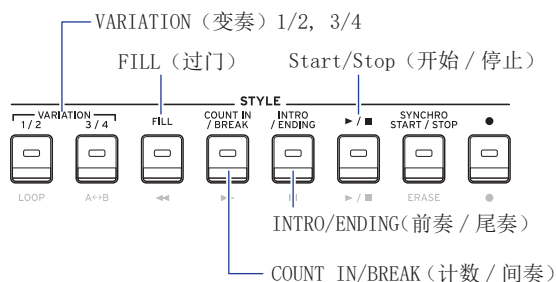 VARIATION（变奏）1/2, 3/4
FILL（过门） Start/Stop（开始 / 停止）
STYLE
VARIATION COUNT IN INTRO SYNCHRO
1 / 2 3 / 4 FILL / BREAK / ENDING ► / ■ START / STOP ●
LOOP A↔B ◄◄ ►► ► / ■ ERASE ●
INTRO/ENDING（前奏 / 尾奏）
COUNT IN/BREAK（计数 / 间奏）